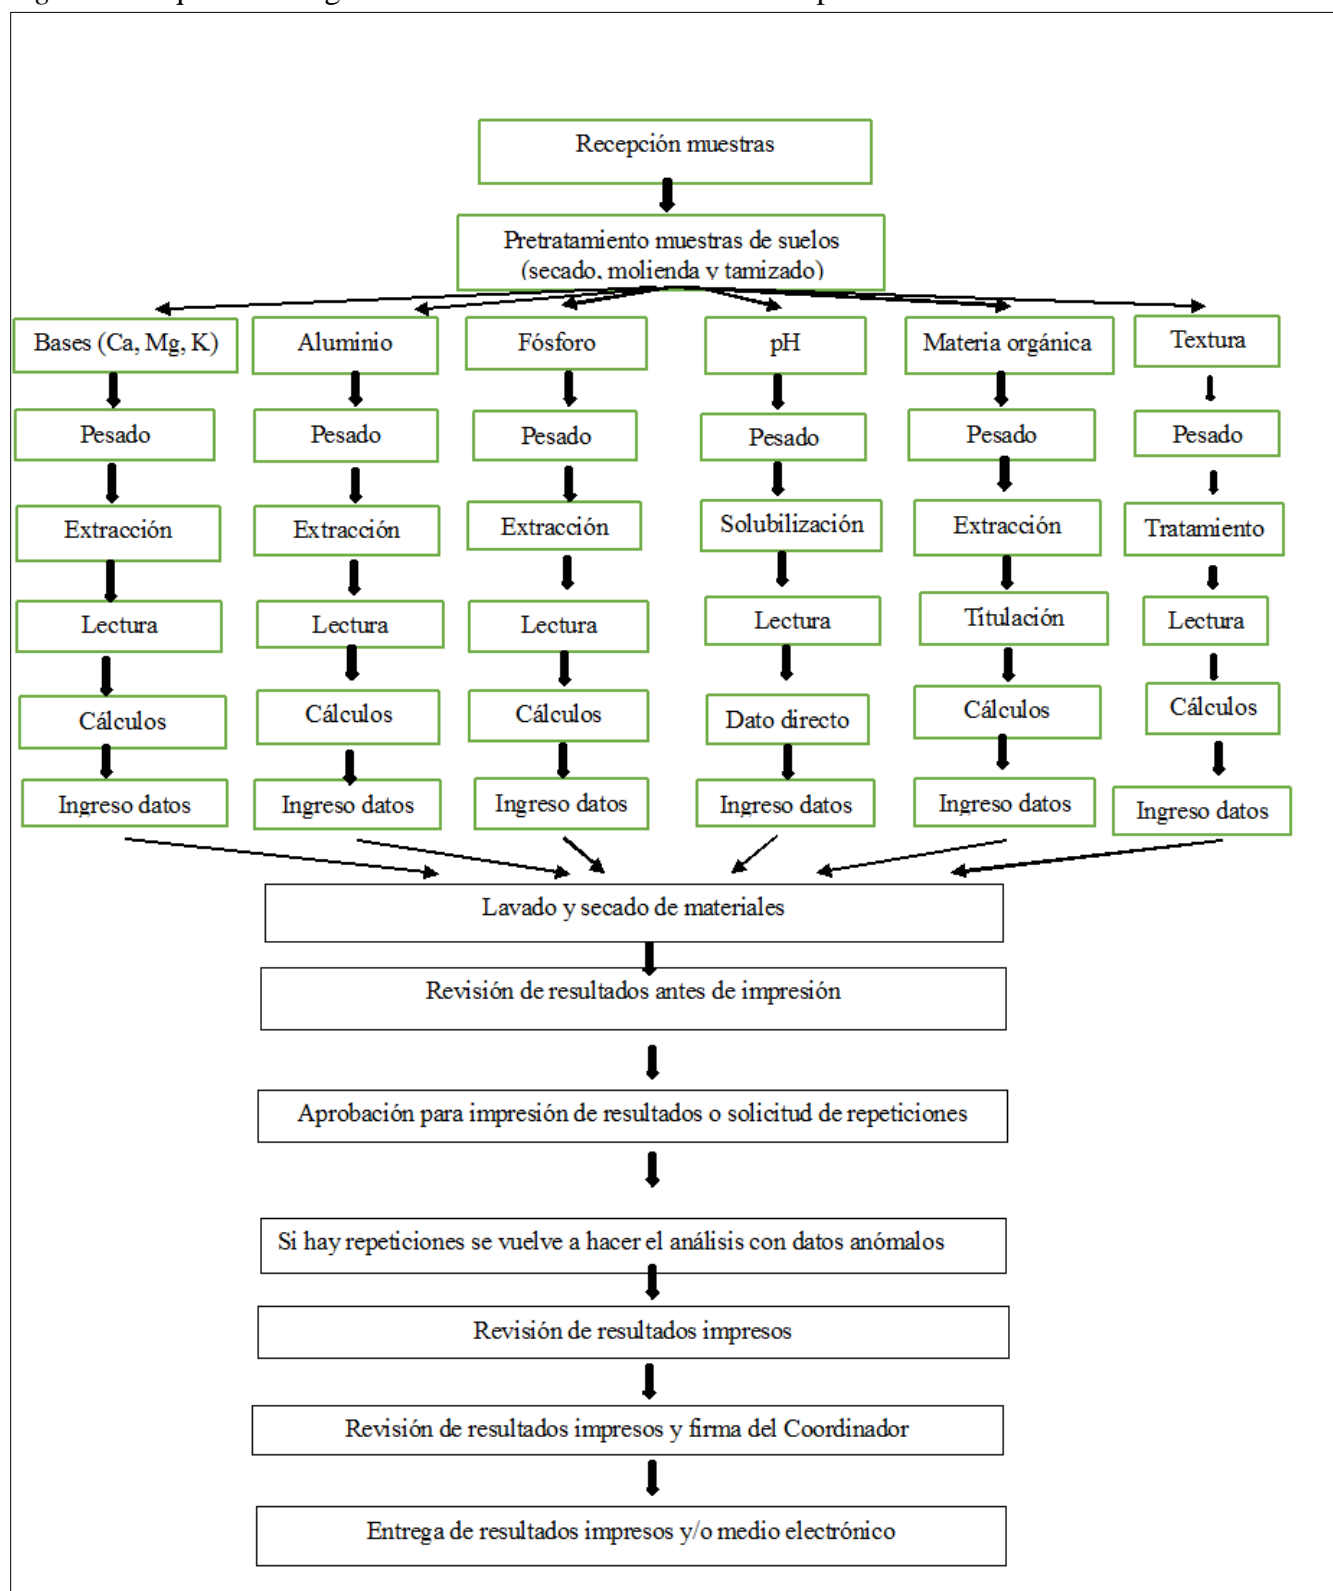 Recepción muestras
Pretratamiento muestras de suelos
(secado, molienda y tamizado)
Bases (Ca, Mg, K)
Aluminio
Fósforo
pH
Materia orgánica
Textura
Pesado
Pesado
Pesado
Pesado
Pesado
Pesado
Extracción
Extracción
Extracción
Solubilización
Extracción
Tratamiento
Lectura
Lectura
Lectura
Lectura
Titulación
Lectura
Cálculos
Cálculos
Cálculos
Dato directo
Cálculos
Cálculos
Ingreso datos
Ingreso datos
Ingreso datos
Ingreso datos
Ingreso datos
Ingreso datos
Lavado y secado de materiales
Revisión de resultados antes de impresión
Aprobación para impresión de resultados o solicitud de repeticiones
Si hay repeticiones se vuelve a hacer el análisis con datos anómalos
Revisión de resultados impresos
Revisión de resultados impresos y firma del Coordinador
Entrega de resultados impresos y/o medio electrónico